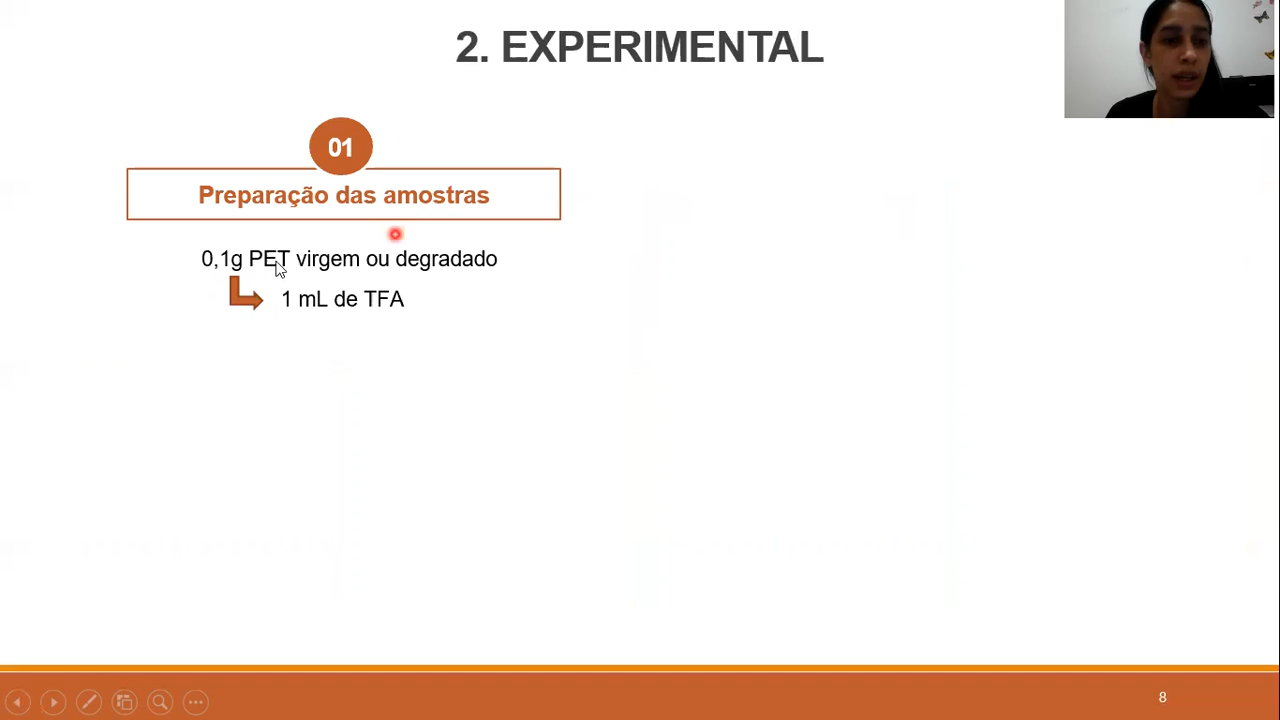 2. EXPERIMENTAL
01
Preparação das amostras
0,1g PET virgem ou degradado
1 mL de TFA
8